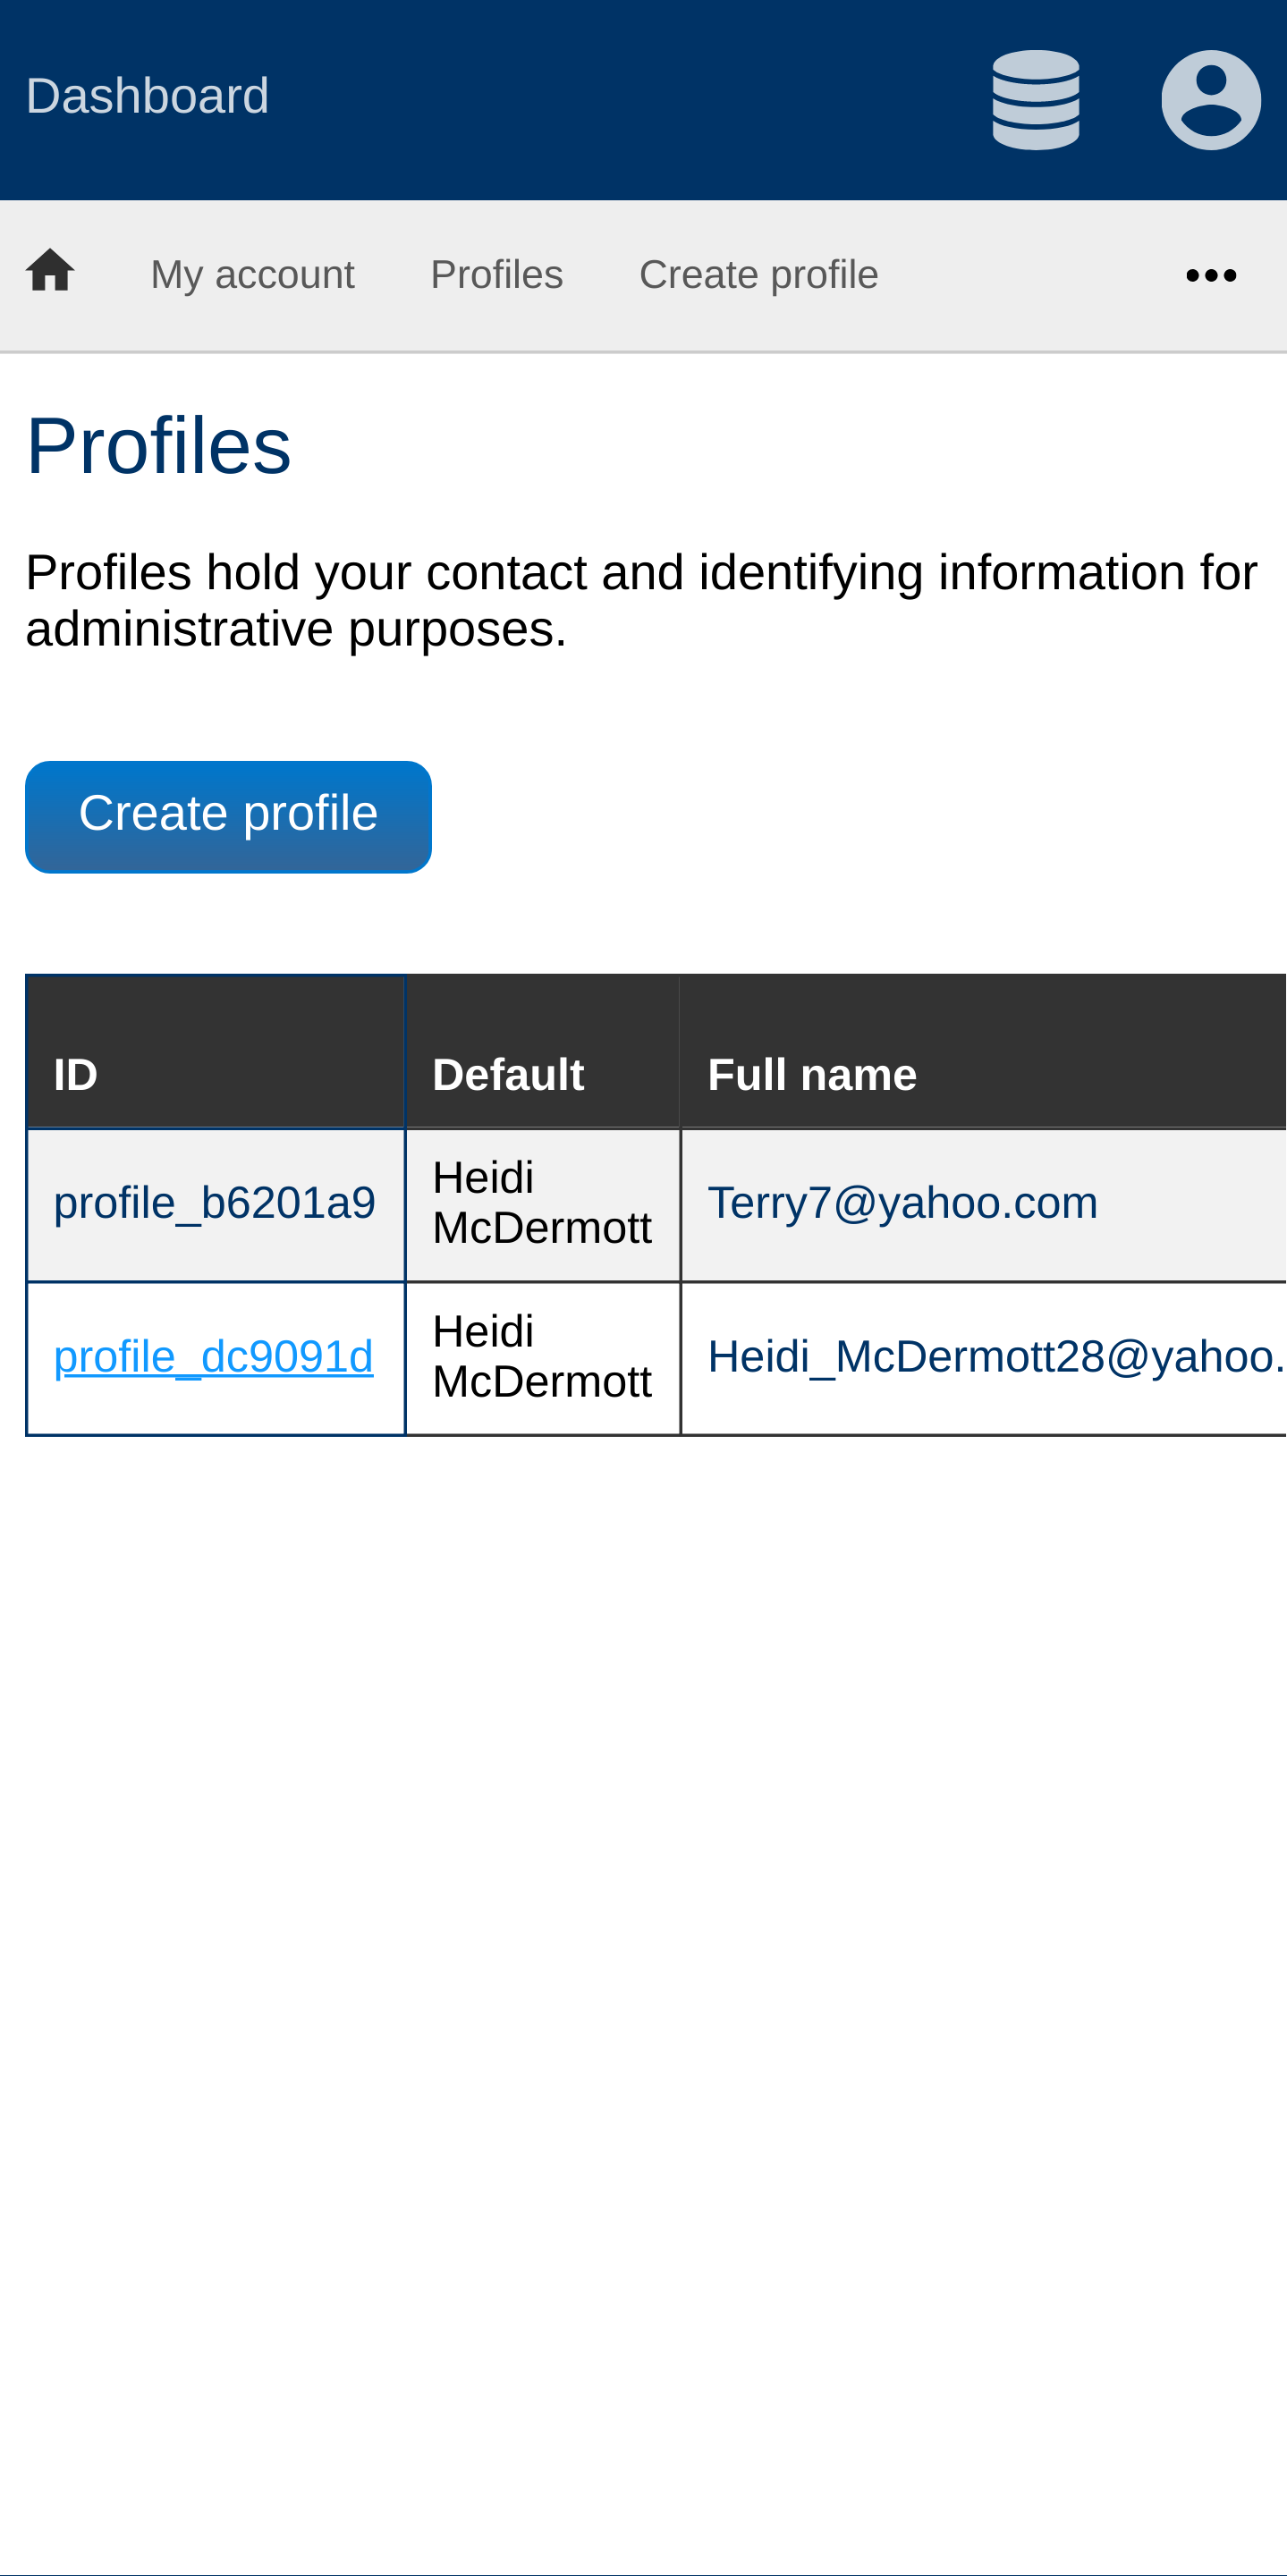 Dashboard
My account Profiles Create profile
Profiles
Profiles hold your contact and identifying information for
administrative purposes.
Create profile
ID Default Full name
profile_b6201a9 Heidi McDermott Terry7@yahoo.com
profile_dc9091d Heidi McDermott Heidi_McDermott28@yahoo.